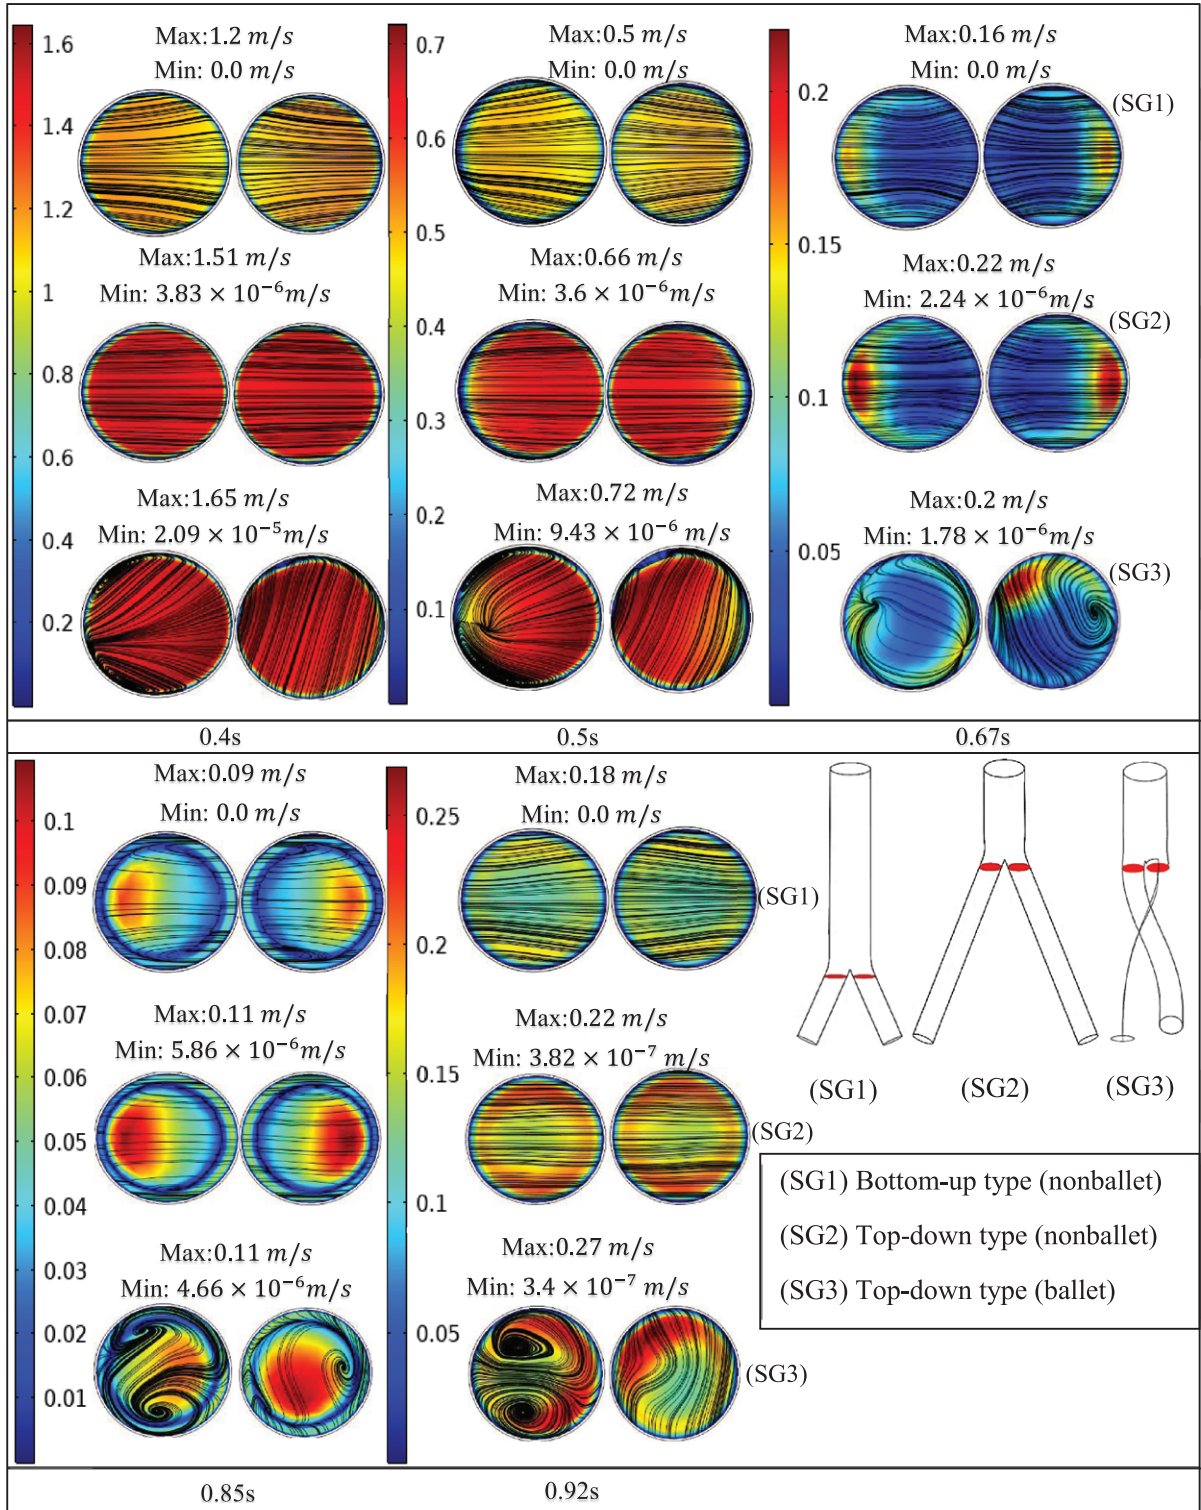 1.6
1.4
1.2
1
0.8
0.6
0.4
0.2
Max:1.2 m/s
Min: 0.0 m/s
Max:1.51 m/s
Min: 3.83 × 10⁻⁶m/s
Max:1.65 m/s
Min: 2.09 × 10⁻⁵m/s
0.7
0.6
0.5
0.4
0.3
0.2
0.1
Max:0.5 m/s
Min: 0.0 m/s
Max:0.66 m/s
Min: 3.6 × 10⁻⁶m/s
Max:0.72 m/s
Min: 9.43 × 10⁻⁶ m/s
0.2
0.15
0.1
0.05
Max:0.16 m/s
Min: 0.0 m/s
(SG1)
Max:0.22 m/s
Min: 2.24 × 10⁻⁶m/s
(SG2)
Max:0.2 m/s
Min: 1.78 × 10⁻⁶m/s
(SG3)
0.4s
0.5s
0.67s
0.1
0.09
0.08
0.07
0.06
0.05
0.04
0.03
0.02
0.01
Max:0.09 m/s
Min: 0.0 m/s
Max:0.11 m/s
Min: 5.86 × 10⁻⁶m/s
Max:0.11 m/s
Min: 4.66 × 10⁻⁶m/s
0.25
0.2
0.15
0.1
0.05
Max:0.18 m/s
Min: 0.0 m/s
(SG1)
Max:0.22 m/s
Min: 3.82 × 10⁻⁷ m/s
(SG2)
Max:0.27 m/s
Min: 3.4 × 10⁻⁷ m/s
(SG3)
(SG1)
(SG2)
(SG3)
(SG1) Bottom-up type (nonballet)
(SG2) Top-down type (nonballet)
(SG3) Top-down type (ballet)
0.85s
0.92s